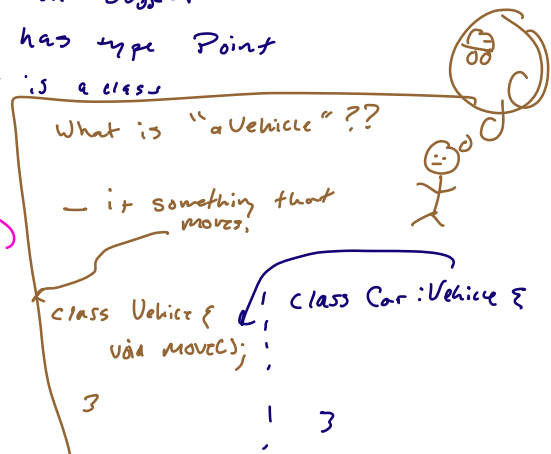 has type Point
is a class
What is "a Vehicle"??
– it something that
moves.
class Vehicle {
void move();
}
class Car : Vehicle {
}